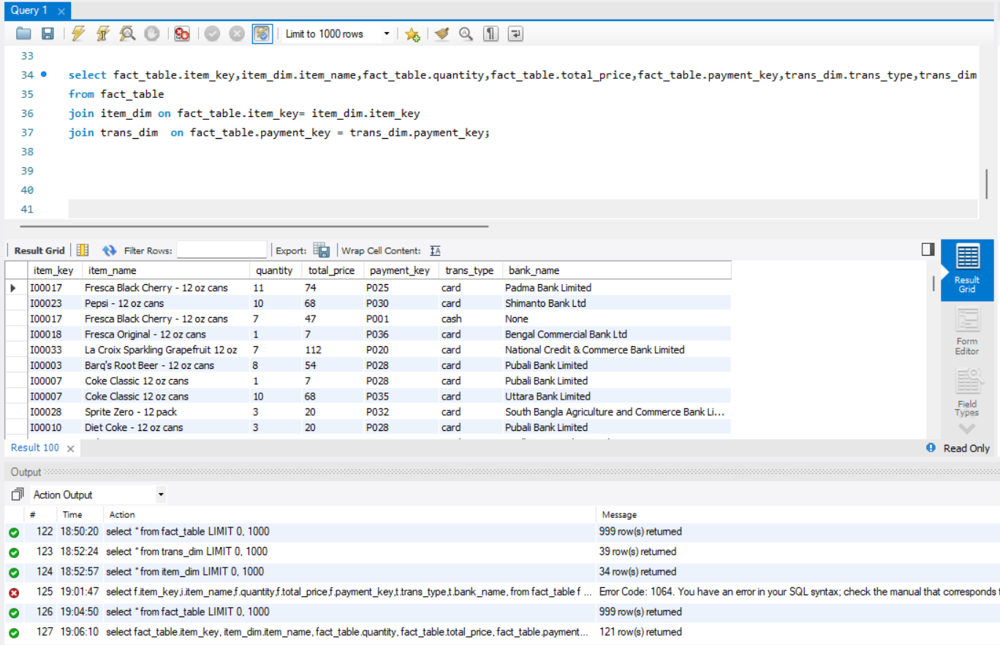 Query 1
Limit to 1000 rows
33
34 select fact_table.item_key,item_dim.item_name,fact_table.quantity,fact_table.total_price,fact_table.payment_key,trans_dim.trans_type,trans_dim
35 from fact_table
36 join item_dim on fact_table.item_key= item_dim.item_key
37 join trans_dim  on fact_table.payment_key = trans_dim.payment_key;
38
39
40
41
Result Grid Filter Rows: Export: Wrap Cell Content: IA
item_key item_name quantity total_price payment_key trans_type bank_name
I00017 Fresca Black Cherry - 12 oz cans 11 74 P025 card Padma Bank Limited
I00023 Pepsi - 12 oz cans 10 68 P030 card Shimanto Bank Ltd
I00017 Fresca Black Cherry - 12 oz cans 7 47 P001 cash None
I00018 Fresca Original - 12 oz cans 1 7 P036 card Bengal Commercial Bank Ltd
I00033 La Croix Sparkling Grapefruit 12 oz 7 112 P020 card National Credit & Commerce Bank Limited
I00003 Barq's Root Beer - 12 oz cans 8 54 P028 card Pubali Bank Limited
I00007 Coke Classic 12 oz cans 1 7 P028 card Pubali Bank Limited
I00007 Coke Classic 12 oz cans 10 68 P035 card Uttara Bank Limited
I00028 Sprite Zero - 12 pack 3 20 P032 card South Bangla Agriculture and Commerce Bank Li...
I00010 Diet Coke - 12 oz cans 3 20 P028 card Pubali Bank Limited
Result Grid
Form Editor
Field Types
Result 100
Read Only
Output
Action Output
# Time Action Message
122 18:50:20 select * from fact_table LIMIT 0, 1000 999 row(s) returned
123 18:52:24 select * from trans_dim LIMIT 0, 1000 39 row(s) returned
124 18:52:57 select * from item_dim LIMIT 0, 1000 34 row(s) returned
125 19:01:47 select f.item_key,i.item_name,f.quantity,f.total_price,f.payment_key,t.trans_type,t.bank_name, from fact_table f ... Error Code: 1064. You have an error in your SQL syntax; check the manual that corresponds
126 19:04:50 select * from fact_table LIMIT 0, 1000 999 row(s) returned
127 19:06:10 select fact_table.item_key, item_dim.item_name, fact_table.quantity, fact_table.total_price, fact_table.payment... 121 row(s) returned